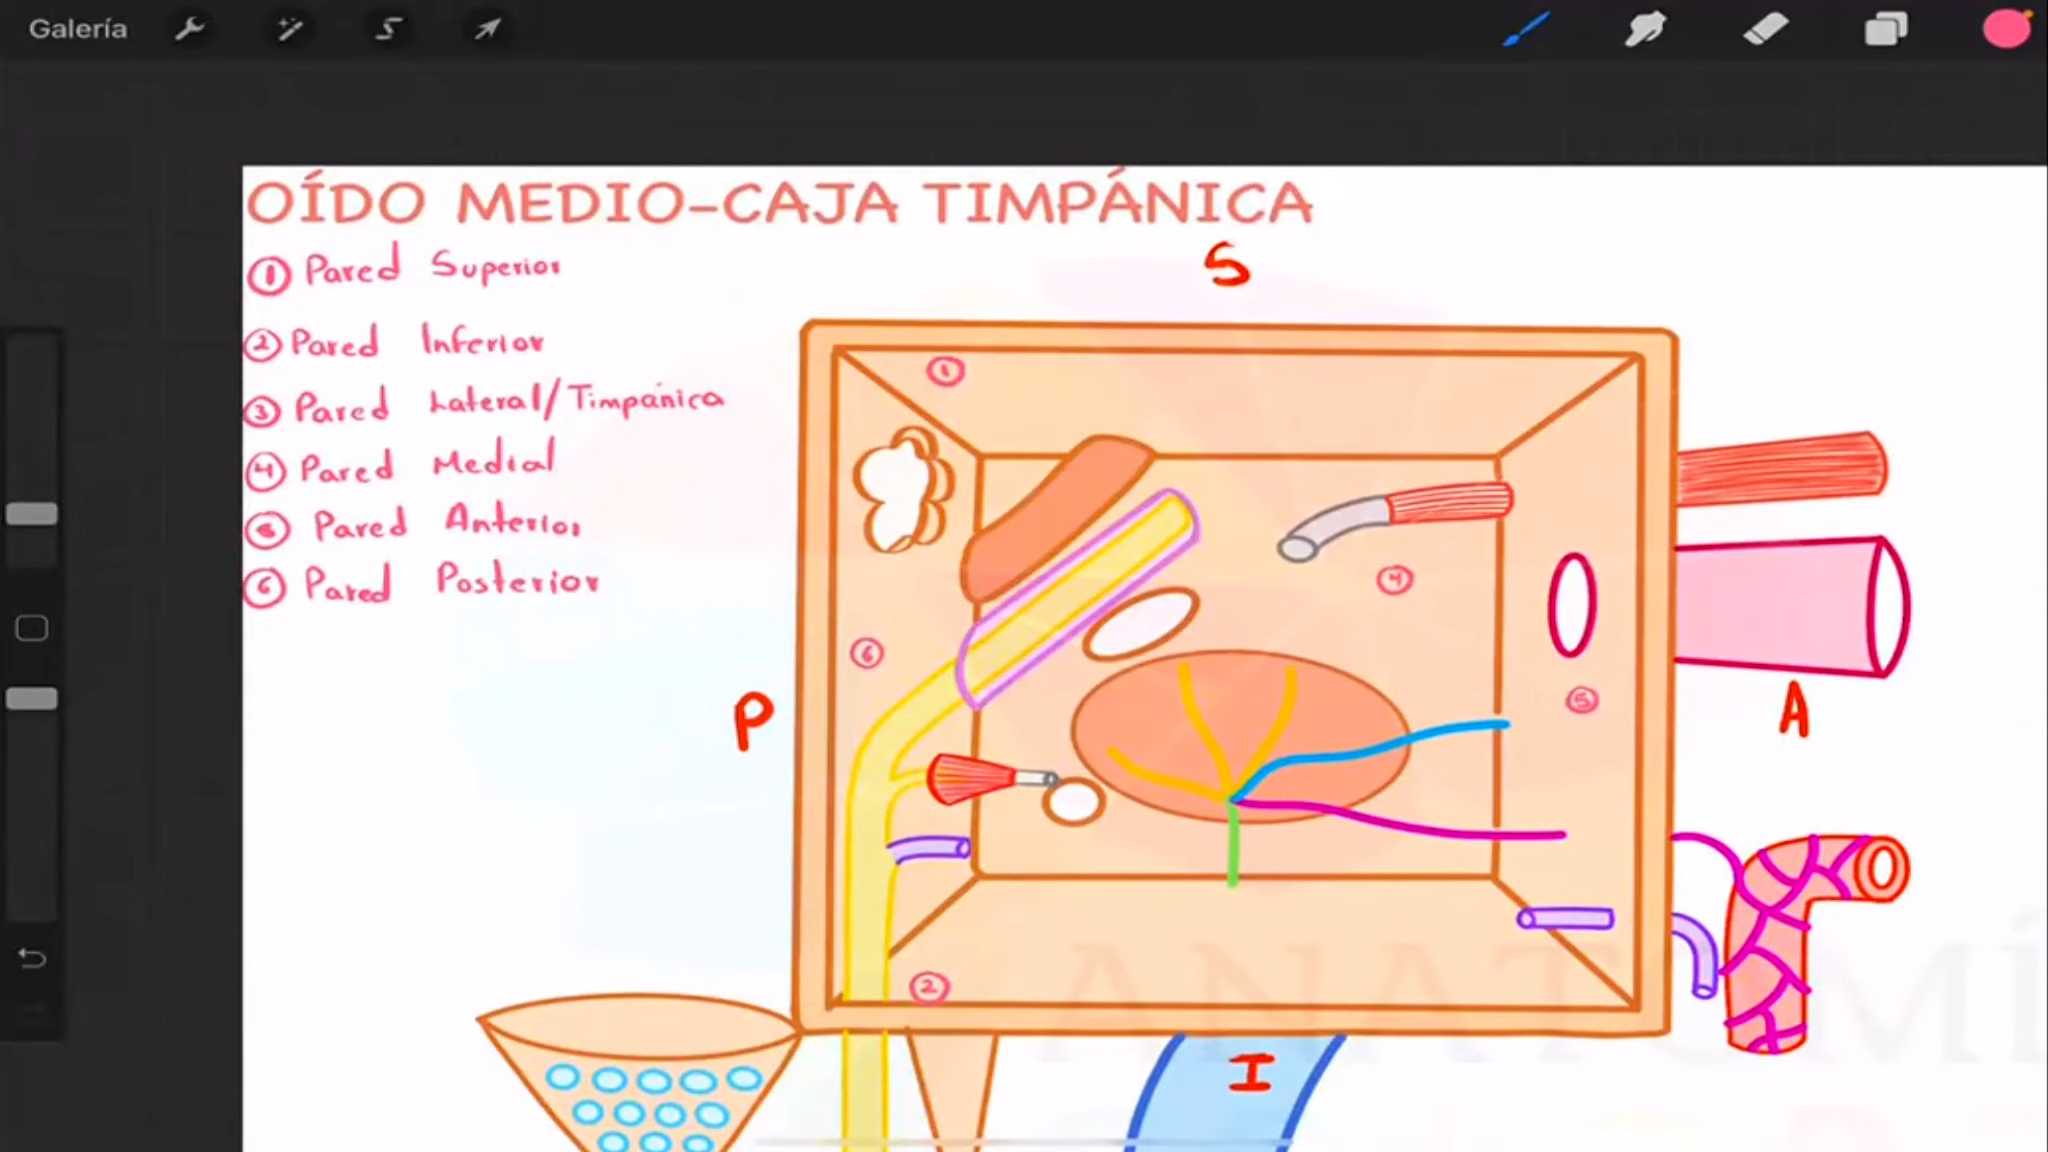 Galería
OÍDO MEDIO-CAJA TIMPÁNICA
① Pared Superior
② Pared Inferior
③ Pared Lateral/Timpánica
④ Pared Medial
⑤ Pared Anterior
⑥ Pared Posterior
S
①
④
⑥
⑤
P
A
②
I
ANATOMÍ